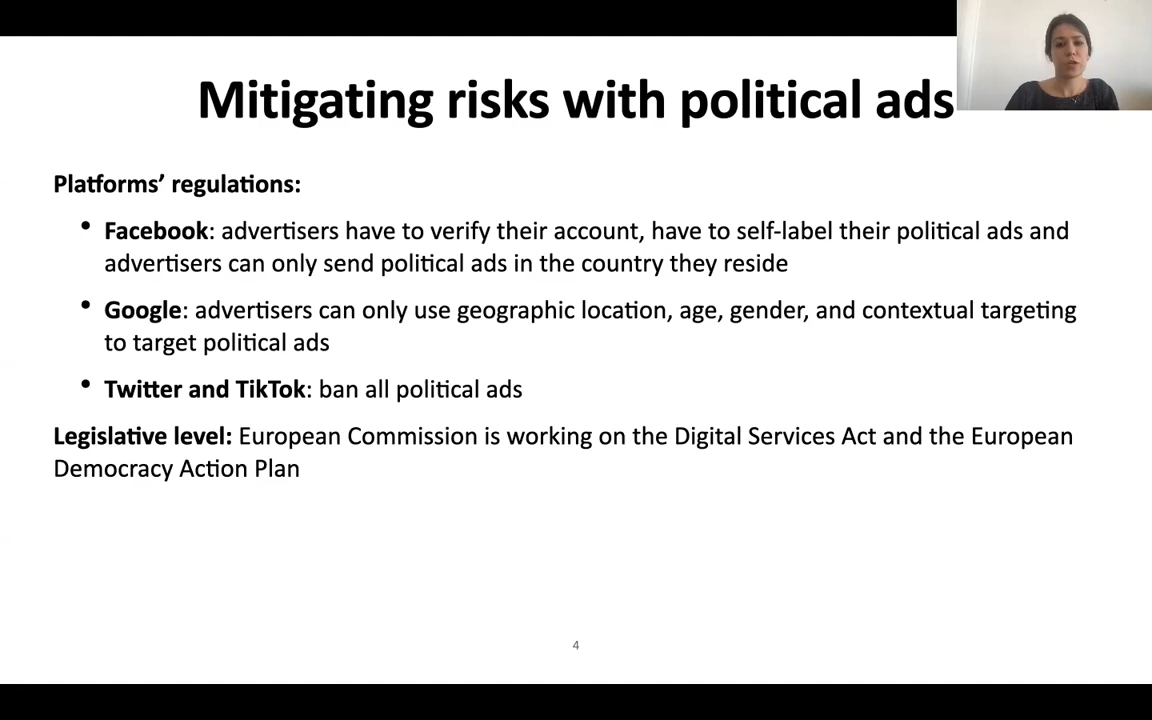 Mitigating risks with political ads
Platforms’ regulations:
• Facebook: advertisers have to verify their account, have to self-label their political ads and
advertisers can only send political ads in the country they reside
• Google: advertisers can only use geographic location, age, gender, and contextual targeting
to target political ads
• Twitter and TikTok: ban all political ads
Legislative level: European Commission is working on the Digital Services Act and the European
Democracy Action Plan
4